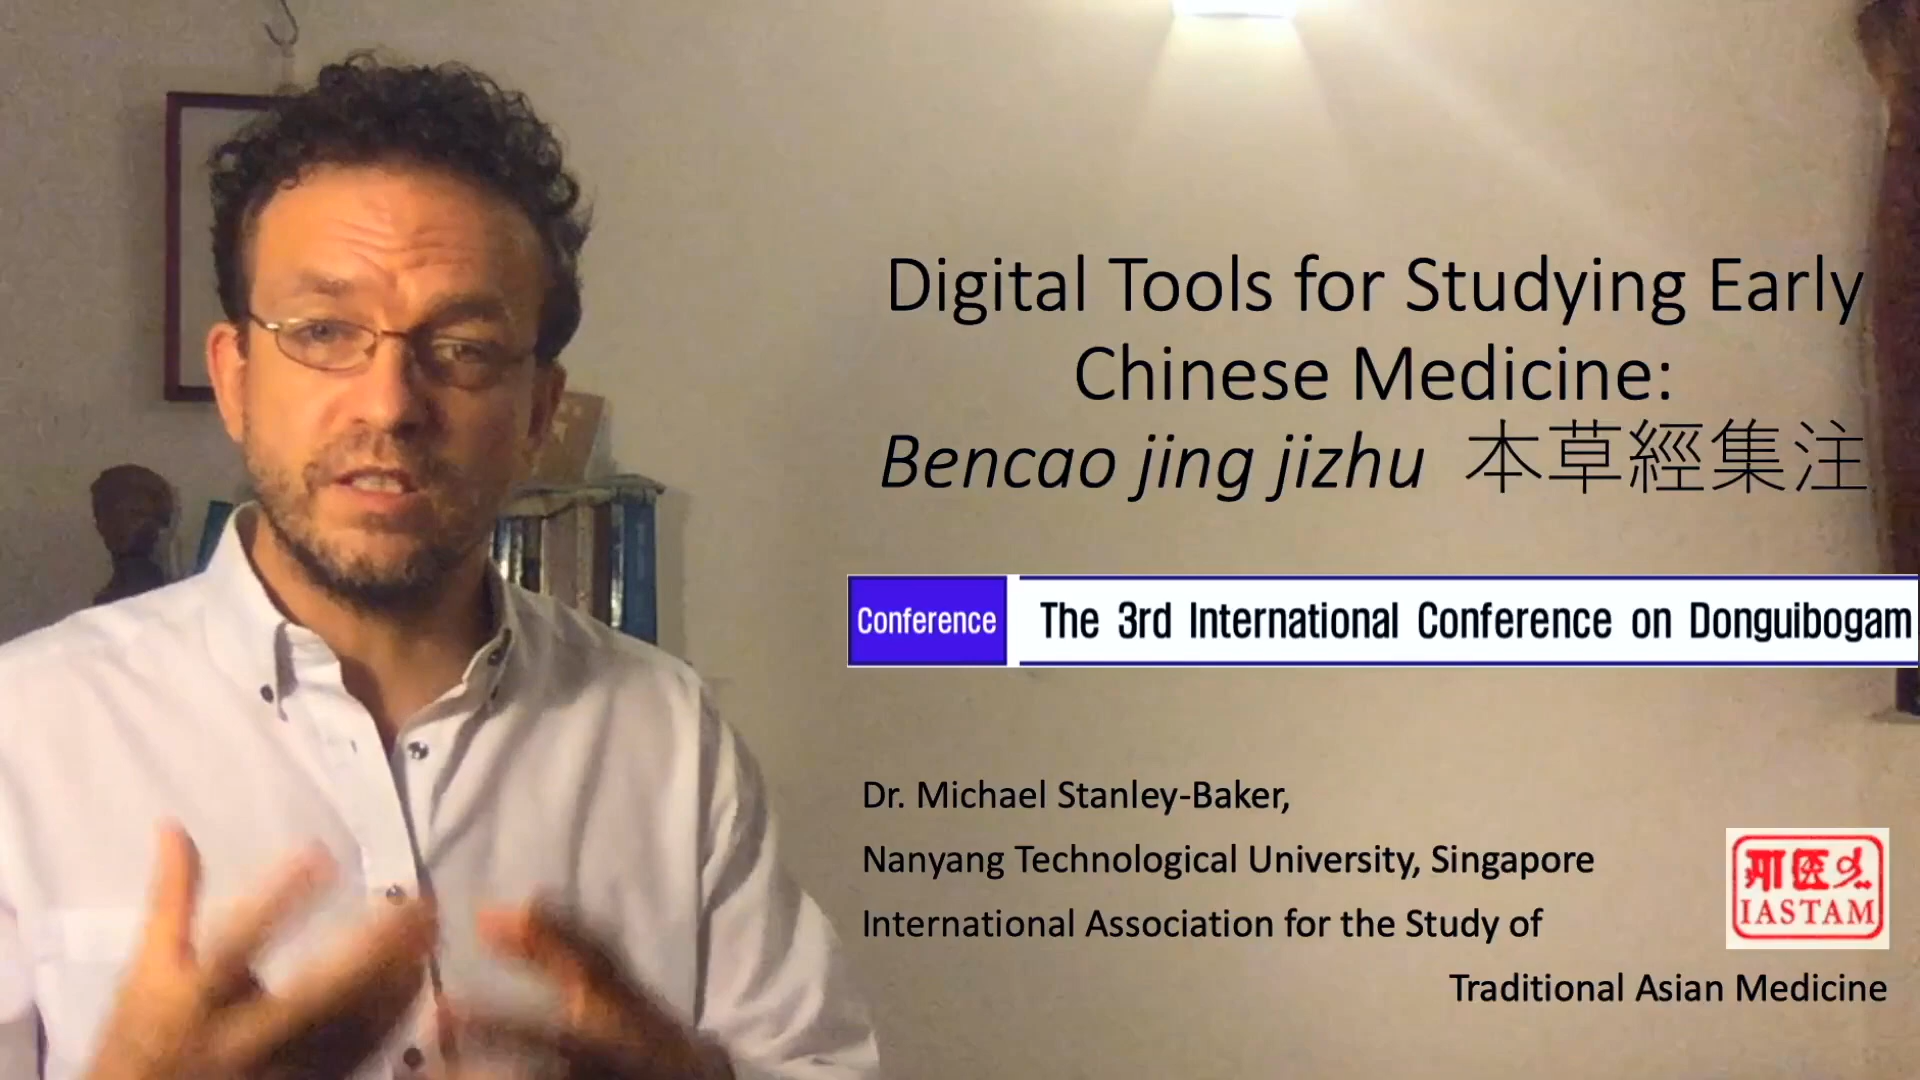 Digital Tools for Studying Early
Chinese Medicine:
Bencao jing jizhu 本草經集注
Conference The 3rd International Conference on Donguibogam
Dr. Michael Stanley-Baker,
Nanyang Technological University, Singapore
International Association for the Study of
Traditional Asian Medicine
IASTAM